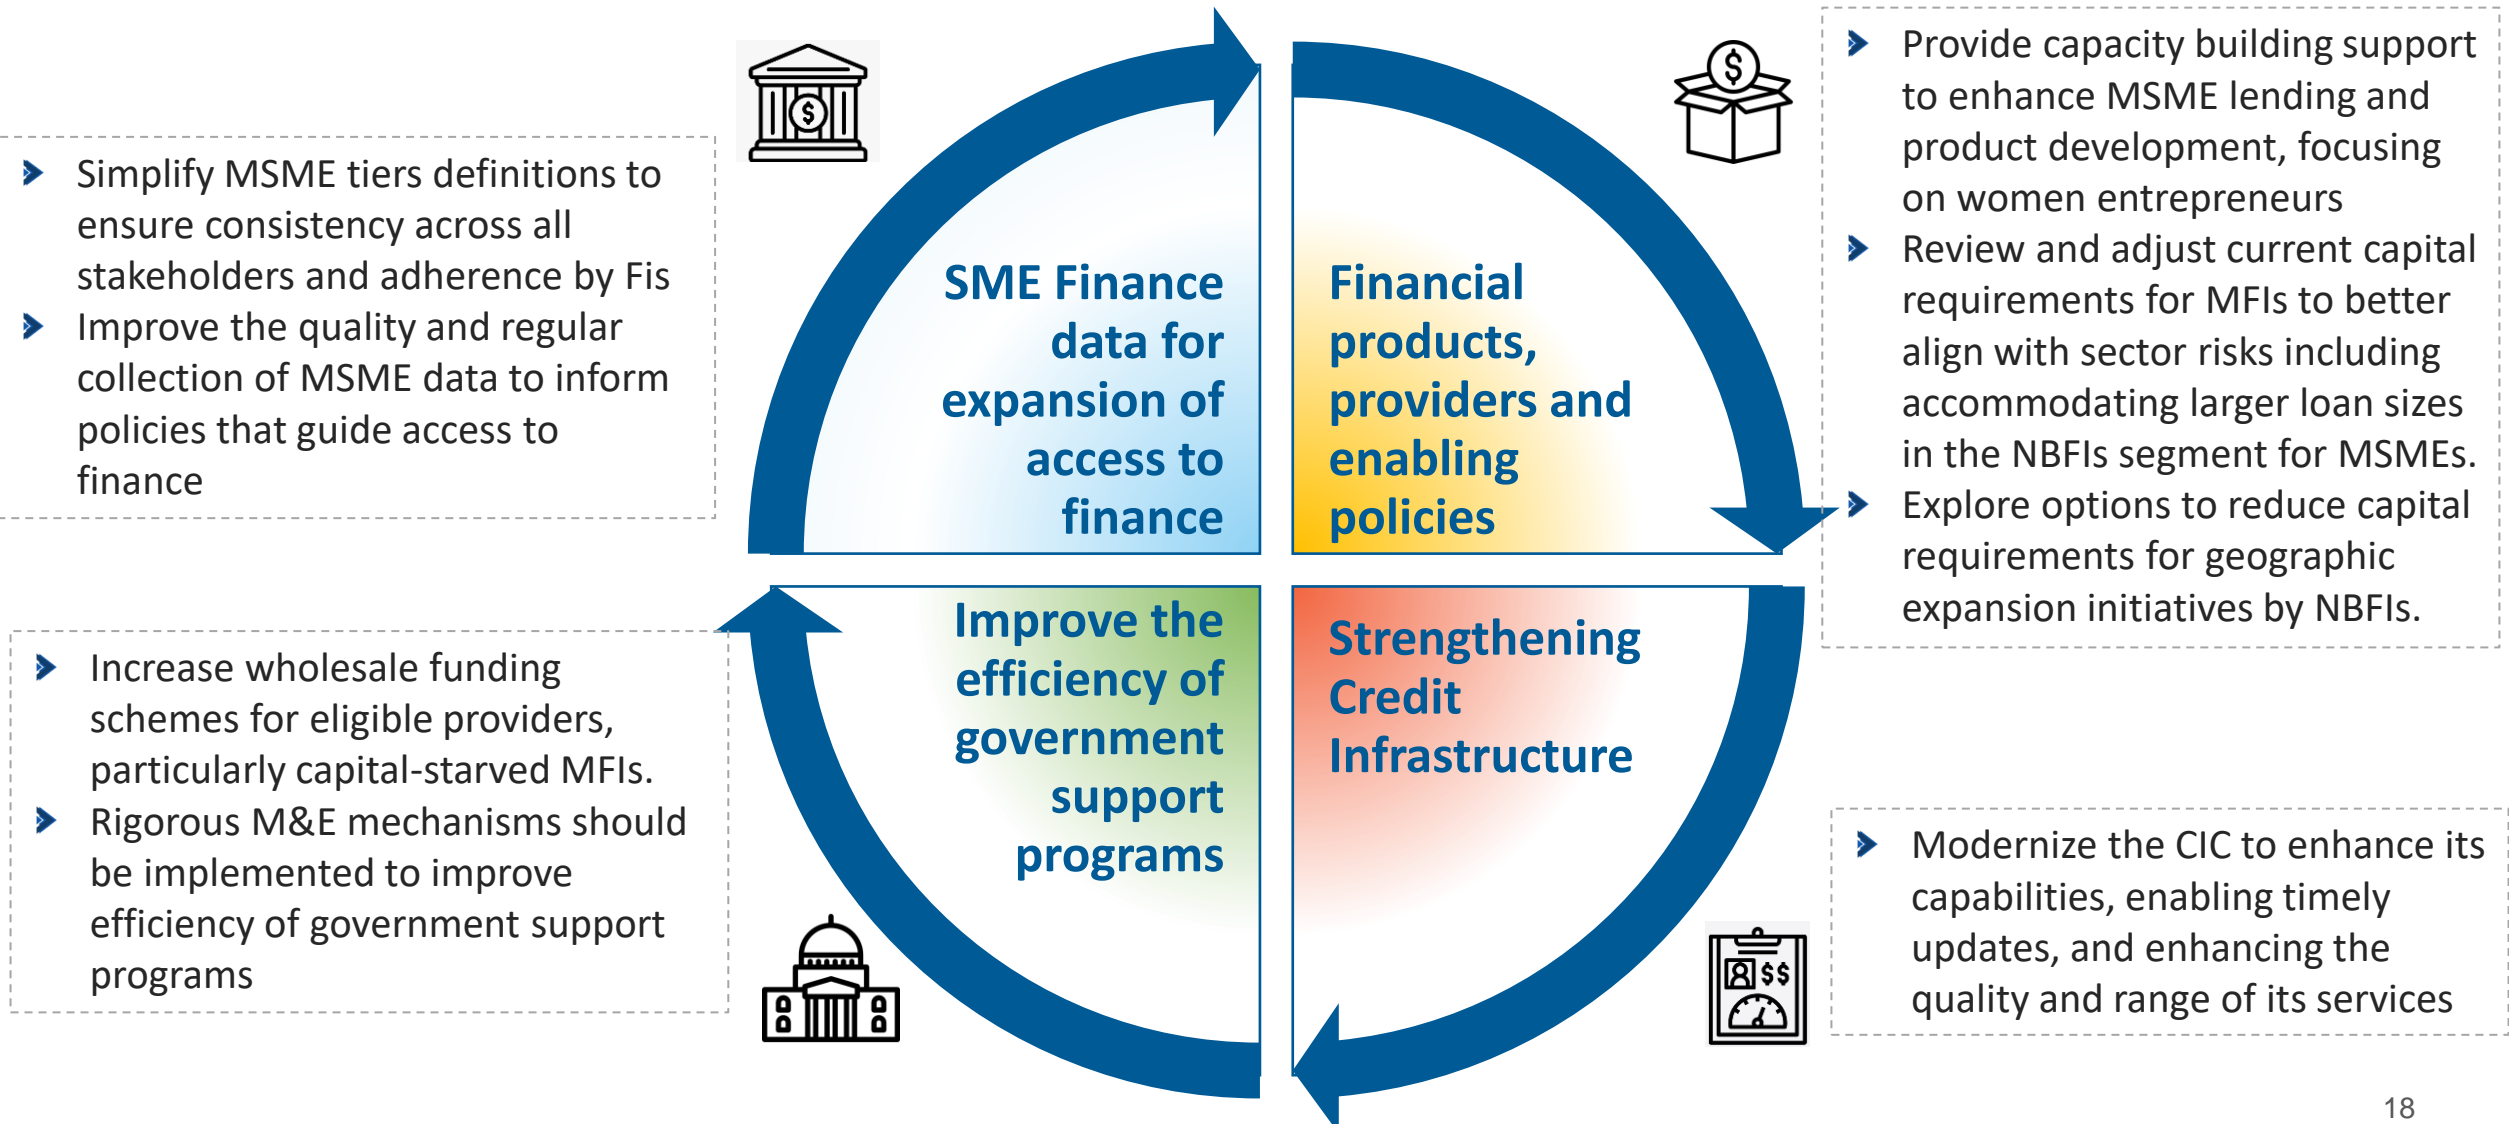 Simplify MSME tiers definitions to
ensure consistency across all
stakeholders and adherence by Fis
Improve the quality and regular
collection of MSME data to inform
policies that guide access to
finance
SME Finance
data for
expansion of
access to
finance
Financial
products,
providers and
enabling
policies
Provide capacity building support
to enhance MSME lending and
product development, focusing
on women entrepreneurs
Review and adjust current capital
requirements for MFIs to better
align with sector risks including
accommodating larger loan sizes
in the NBFIs segment for MSMEs.
Explore options to reduce capital
requirements for geographic
expansion initiatives by NBFIs.
Increase wholesale funding
schemes for eligible providers,
particularly capital-starved MFIs.
Rigorous M&E mechanisms should
be implemented to improve
efficiency of government support
programs
Improve the
efficiency of
government
support
programs
Strengthening
Credit
Infrastructure
Modernize the CIC to enhance its
capabilities, enabling timely
updates, and enhancing the
quality and range of its services
$
$
$$
18